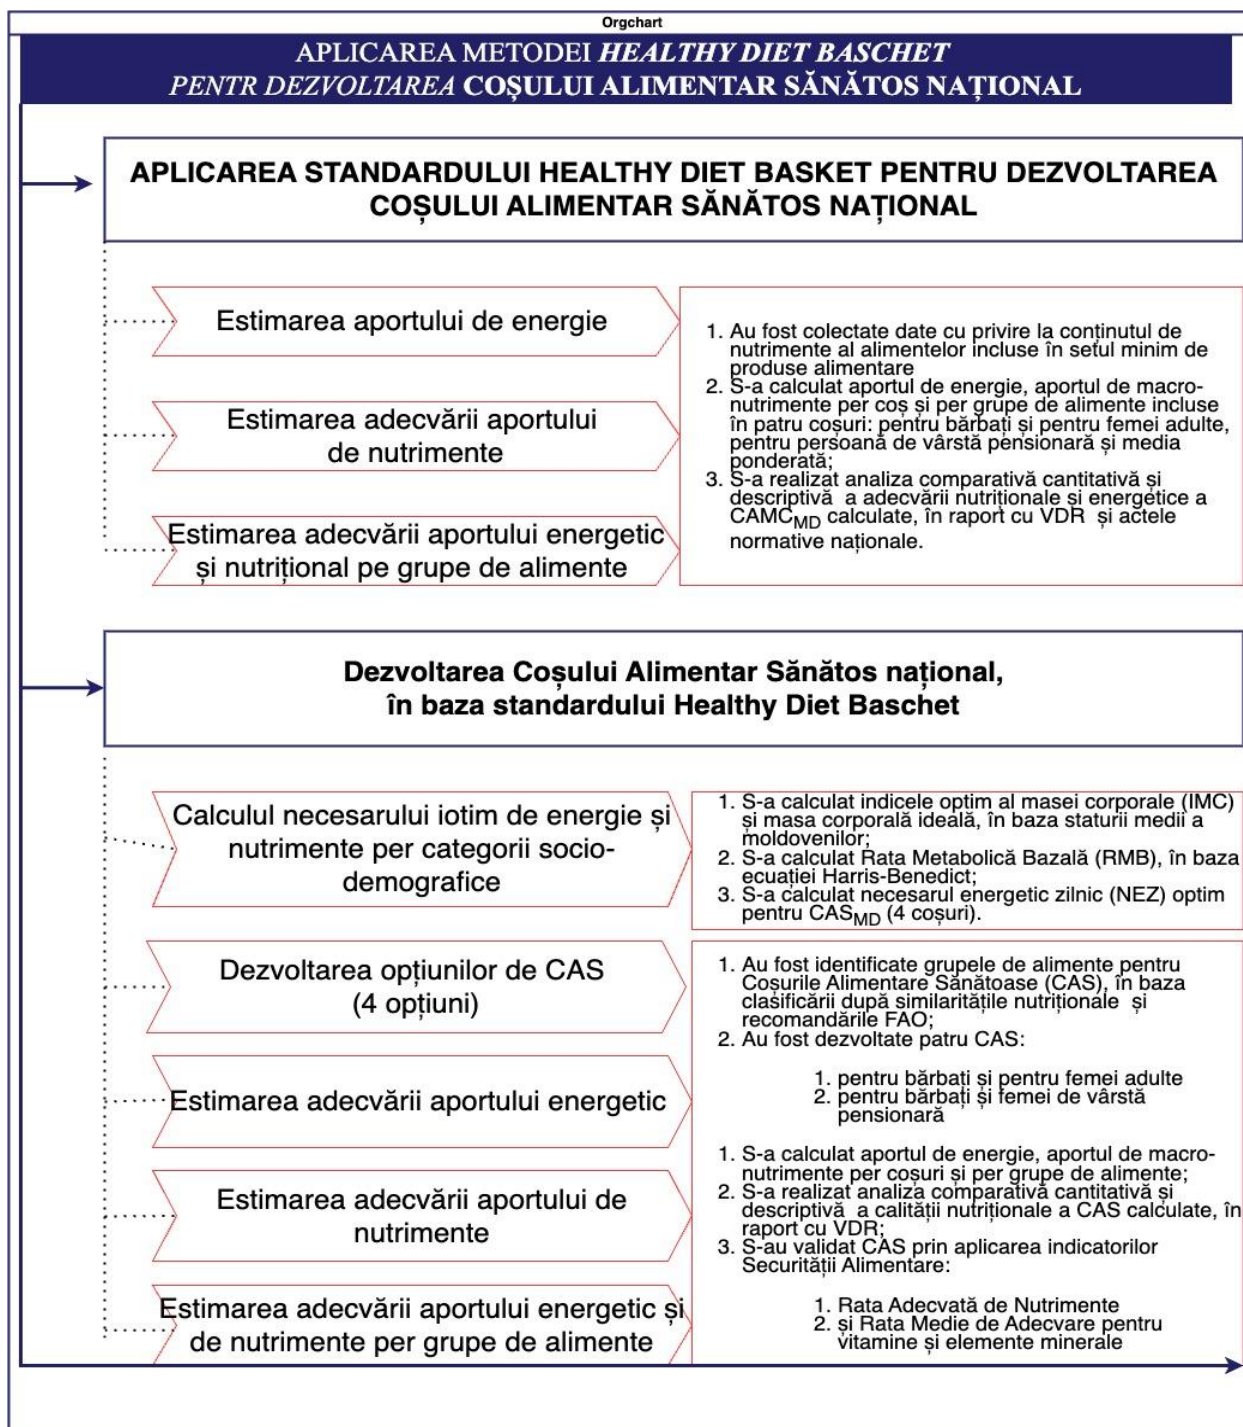 Orgchart
APLICAREA METODEI HEALTHY DIET BASCHET
PENTR DEZVOLTAREA COȘULUI ALIMENTAR SĂNĂTOS NAȚIONAL
APLICAREA STANDARDULUI HEALTHY DIET BASKET PENTRU DEZVOLTAREA
COȘULUI ALIMENTAR SĂNĂTOS NAȚIONAL
Estimarea aportului de energie
Estimarea adecvării aportului
de nutrimente
Estimarea adecvării aportului energetic
și nutrițional pe grupe de alimente
1. Au fost colectate date cu privire la conținutul de
nutrimente al alimentelor incluse în setul minim de
produse alimentare
2. S-a calculat aportul de energie, aportul de macro-
nutrimente per coș și per grupe de alimente incluse
în patru coșuri: pentru bărbați și pentru femei adulte,
pentru persoană de vârstă pensionară și media
ponderată;
3. S-a realizat analiza comparativă cantitativă și
descriptivă a adecvării nutriționale și energetice a
CAMCMD calculate, în raport cu VDR și actele
normative naționale.
Dezvoltarea Coșului Alimentar Sănătos național,
în baza standardului Healthy Diet Baschet
Calculul necesarului iotim de energie și
nutrimente per categorii socio-
demografice
1. S-a calculat indicele optim al masei corporale (IMC)
și masa corporală ideală, în baza staturii medii a
moldovenilor;
2. S-a calculat Rata Metabolică Bazală (RMB), în baza
ecuației Harris-Benedict;
3. S-a calculat necesarul energetic zilnic (NEZ) optim
pentru CASMD (4 coșuri).
Dezvoltarea opțiunilor de CAS
(4 opțiuni)
Estimarea adecvării aportului energetic
Estimarea adecvării aportului de
nutrimente
Estimarea adecvării aportului energetic și
de nutrimente per grupe de alimente
1. Au fost identificate grupele de alimente pentru
Coșurile Alimentare Sănătoase (CAS), în baza
clasificării după similaritățile nutriționale și
recomandările FAO;
2. Au fost dezvoltate patru CAS:
1. pentru bărbați și pentru femei adulte
2. pentru bărbați și femei de vârstă
pensionară
1. S-a calculat aportul de energie, aportul de macro-
nutrimente per coșuri și per grupe de alimente;
2. S-a realizat analiza comparativă cantitativă și
descriptivă a calității nutriționale a CAS calculate, în
raport cu VDR;
3. S-au validat CAS prin aplicarea indicatorilor
Securității Alimentare:
1. Rata Adecvată de Nutrimente
2. și Rata Medie de Adecvare pentru
vitamine și elemente minerale